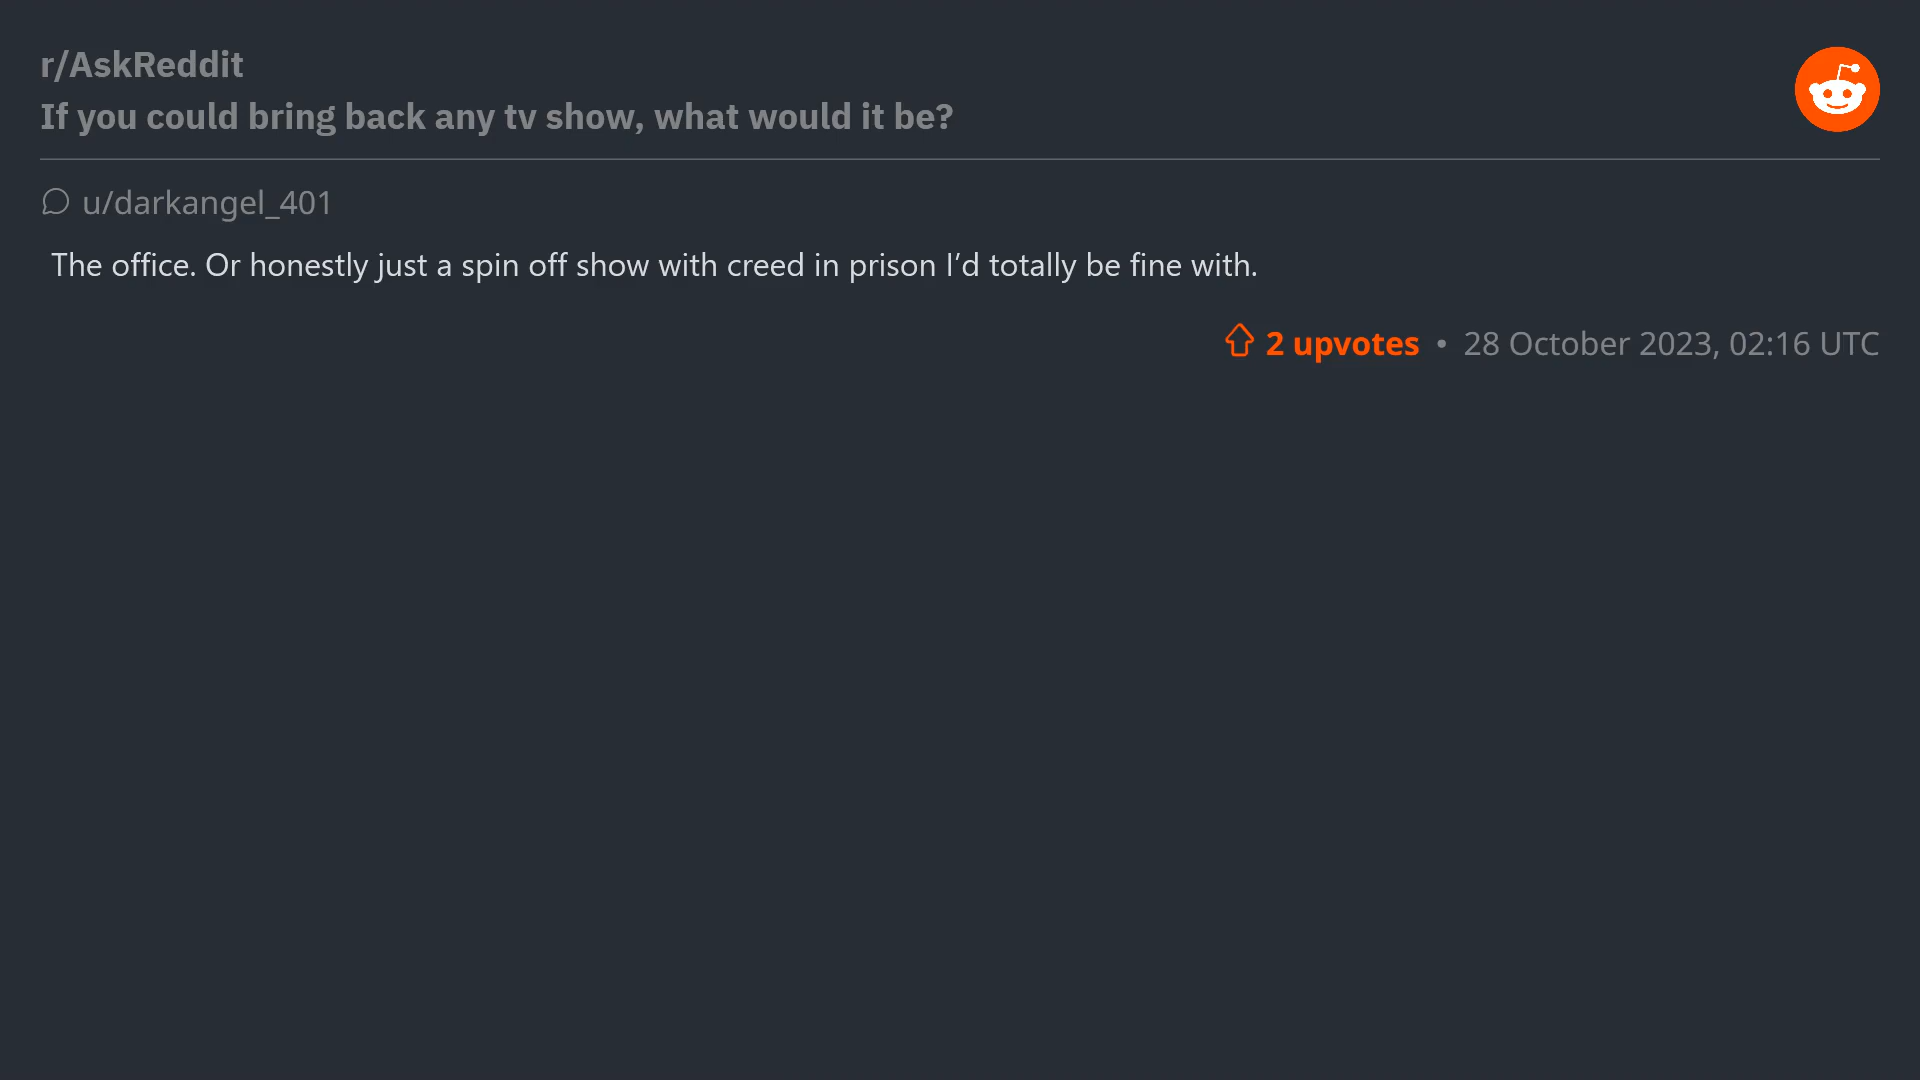 r/AskReddit
If you could bring back any tv show, what would it be?
u/darkangel_401
The office. Or honestly just a spin off show with creed in prison I’d totally be fine with.
2 upvotes • 28 October 2023, 02:16 UTC